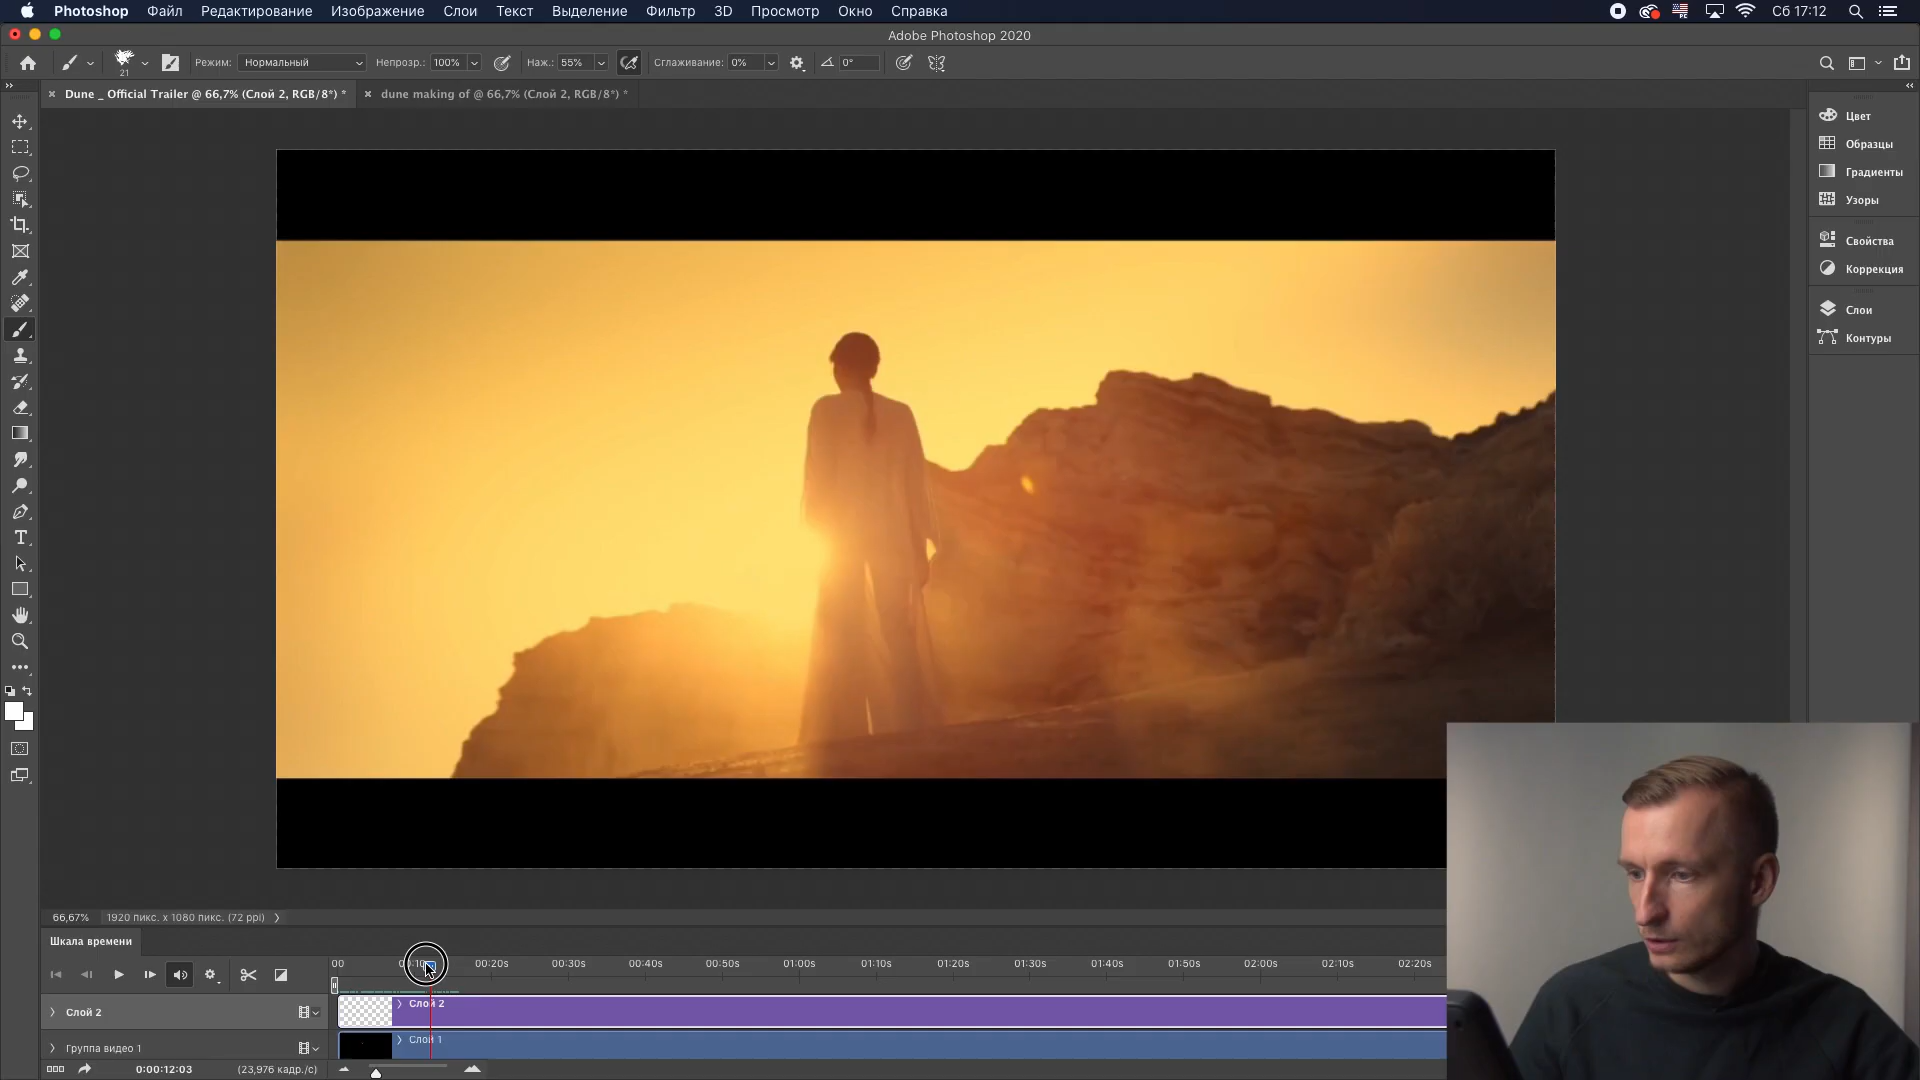 Photoshop Файл Редактирование Изображение Слои Текст Выделение Фильтр 3D Просмотр Окно Справка Сб 17:12
Adobe Photoshop 2020
21 Режим: Нормальный Непрозр.: 100% Наж.: 55% Сглаживание: 0% 0°
Dune _ Official Trailer @ 66,7% (Слой 2, RGB/8*) * dune making of @ 66,7% (Слой 2, RGB/8*) *
Цвет
Образцы
Градиенты
Узоры
Свойства
Коррекция
Слои
Контуры
66,67% 1920 пикс. x 1080 пикс. (72 ppi)
Шкала времени
00 00:20s 00:30s 00:40s 00:50s 01:00s 01:10s 01:20s 01:30s 01:40s 01:50s 02:00s 02:10s 02:20s
Слой 2 Слой 2
Группа видео 1 Слой 1
0:00:12:03 (23,976 кадр./с)